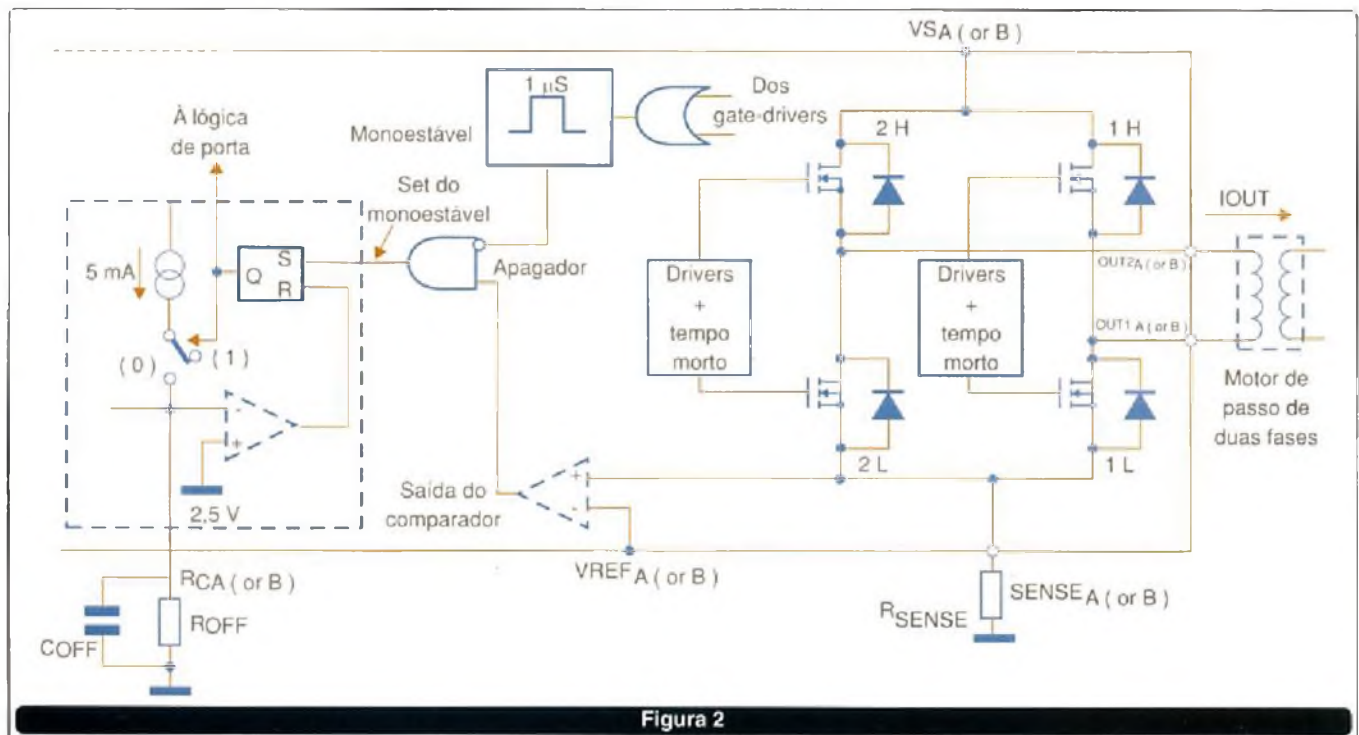 VSA ( or B )
1 µS
Dos
gate-drivers
À lógica
de porta
Monoestável
2 H
1 H
Set do
monoestável
IOUT
5 mA
S
Q
R
Apagador
Drivers
+
tempo
morto
Drivers
+
tempo
morto
OUT2A (or B)
OUT1 A (or B)
( 0 )
( 1 )
-
+
2,5 V
Motor de
passo de
duas fases
2 L
1 L
Saída do
comparador
+
-
RCA ( or B )
VREF A ( or B )
ROFF
COFF
RSENSE
SENSE A ( or B )
Figura 2